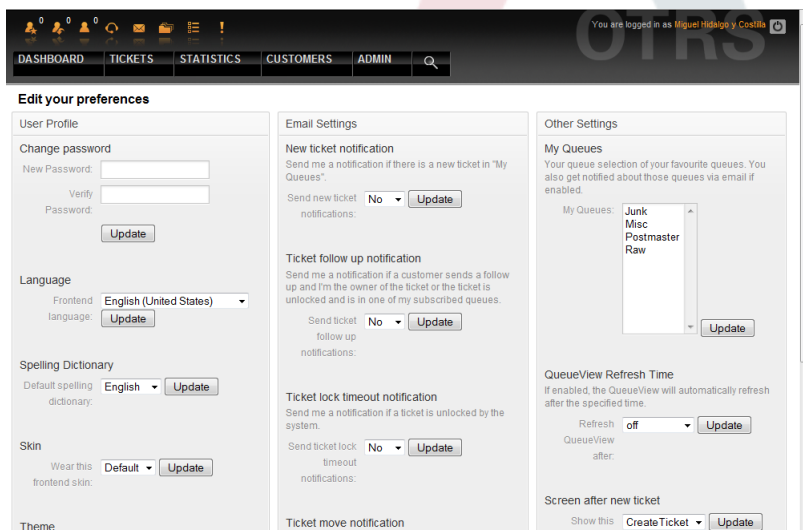 0 0 0
You are logged in as Miguel Hidalgo y Costilla
OTRS
DASHBOARD TICKETS STATISTICS CUSTOMERS ADMIN
Edit your preferences
User Profile
Change password
New Password:
Verify
Password:
Update
Language
Frontend English (United States)
language: Update
Spelling Dictionary
Default spelling English Update
dictionary:
Skin
Wear this Default Update
frontend skin:
Theme
Email Settings
New ticket notification
Send me a notification if there is a new ticket in "My
Queues".
Send new ticket No Update
notifications:
Ticket follow up notification
Send me a notification if a customer sends a follow
up and I'm the owner of the ticket or the ticket is
unlocked and is in one of my subscribed queues.
Send ticket No Update
follow up
notifications:
Ticket lock timeout notification
Send me a notification if a ticket is unlocked by the
system.
Send ticket lock No Update
timeout
notifications:
Ticket move notification
Other Settings
My Queues
Your queue selection of your favourite queues. You
also get notified about those queues via email if
enabled.
My Queues: Junk
Misc
Postmaster
Raw
Update
QueueView Refresh Time
If enabled, the QueueView will automatically refresh
after the specified time.
Refresh off Update
QueueView
after:
Screen after new ticket
Show this CreateTicket Update